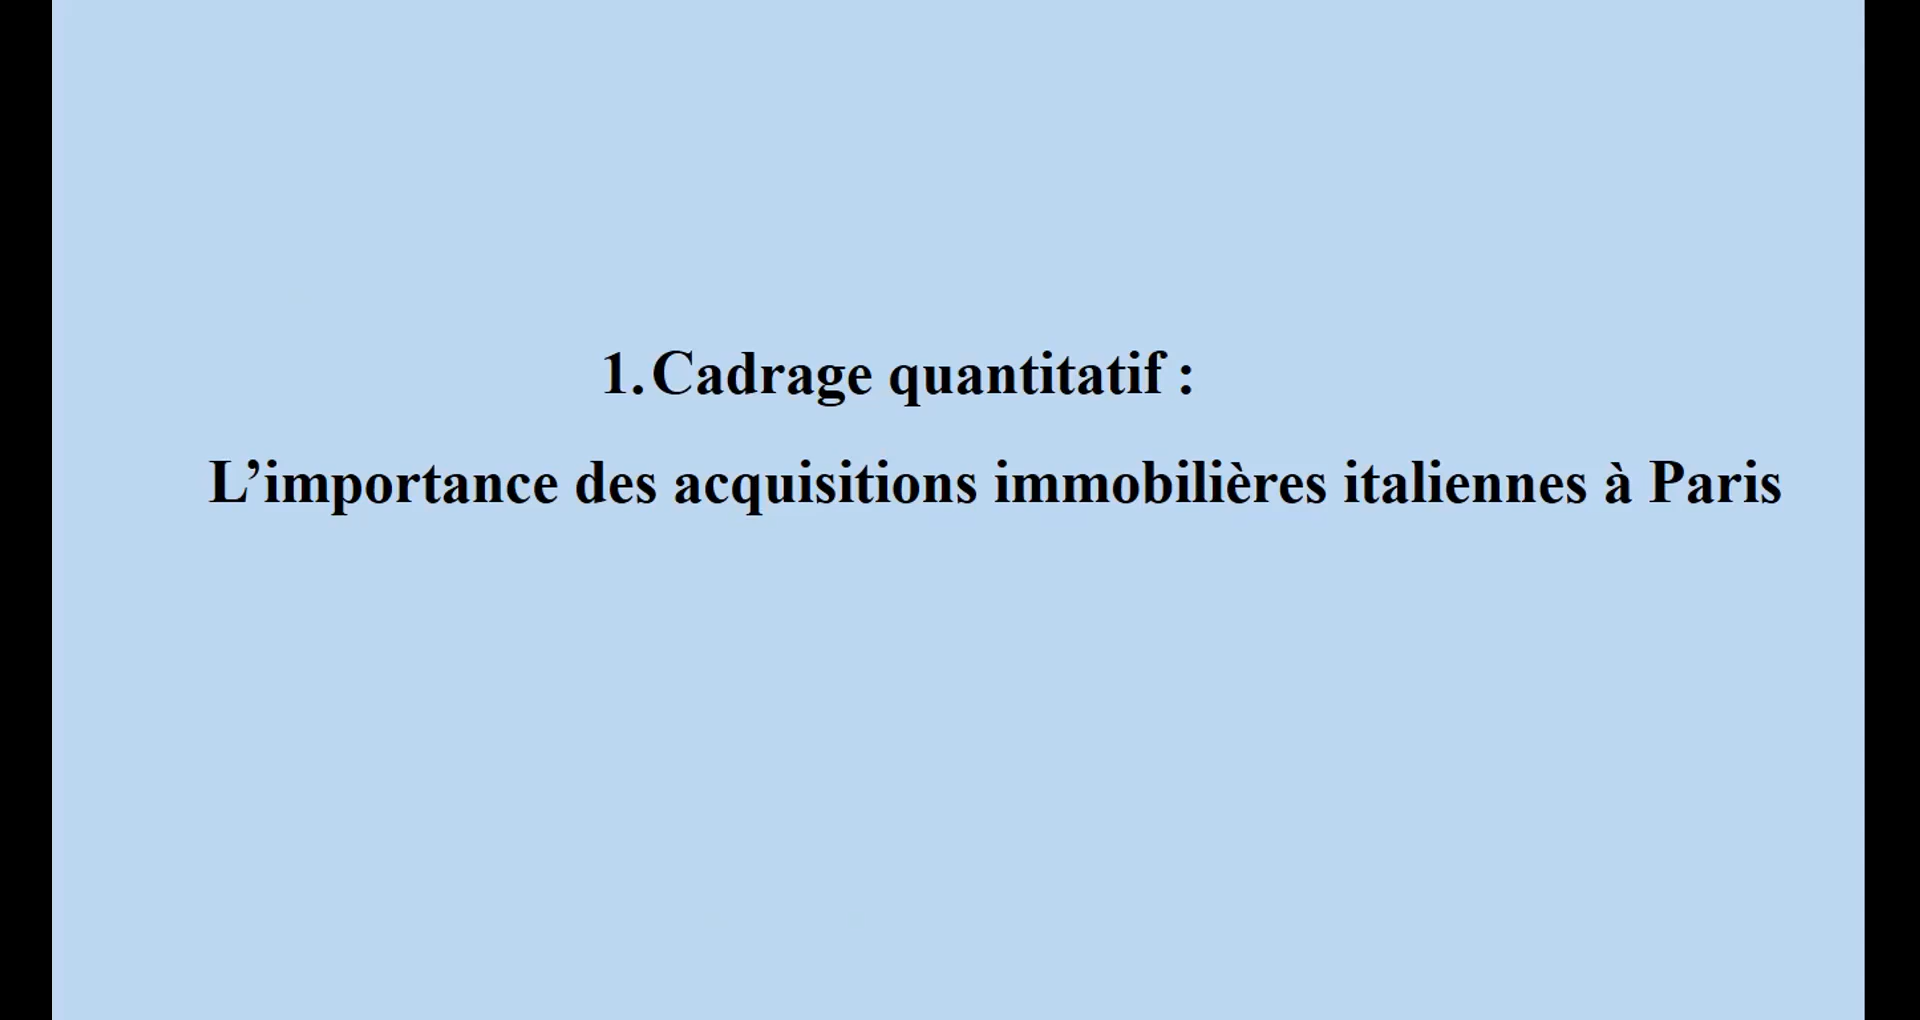 1. Cadrage quantitatif :
L’importance des acquisitions immobilières italiennes à Paris